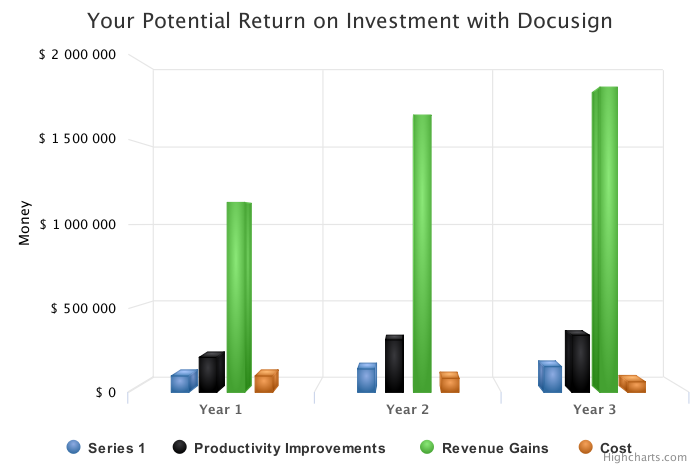 Your Potential Return on Investment with Docusign
$ 2 000 000
$ 1 500 000
$ 1 000 000
$ 500 000
$ 0
Money
Year 1 Year 2 Year 3
Series 1 Productivity Improvements Revenue Gains Cost
Highcharts.com